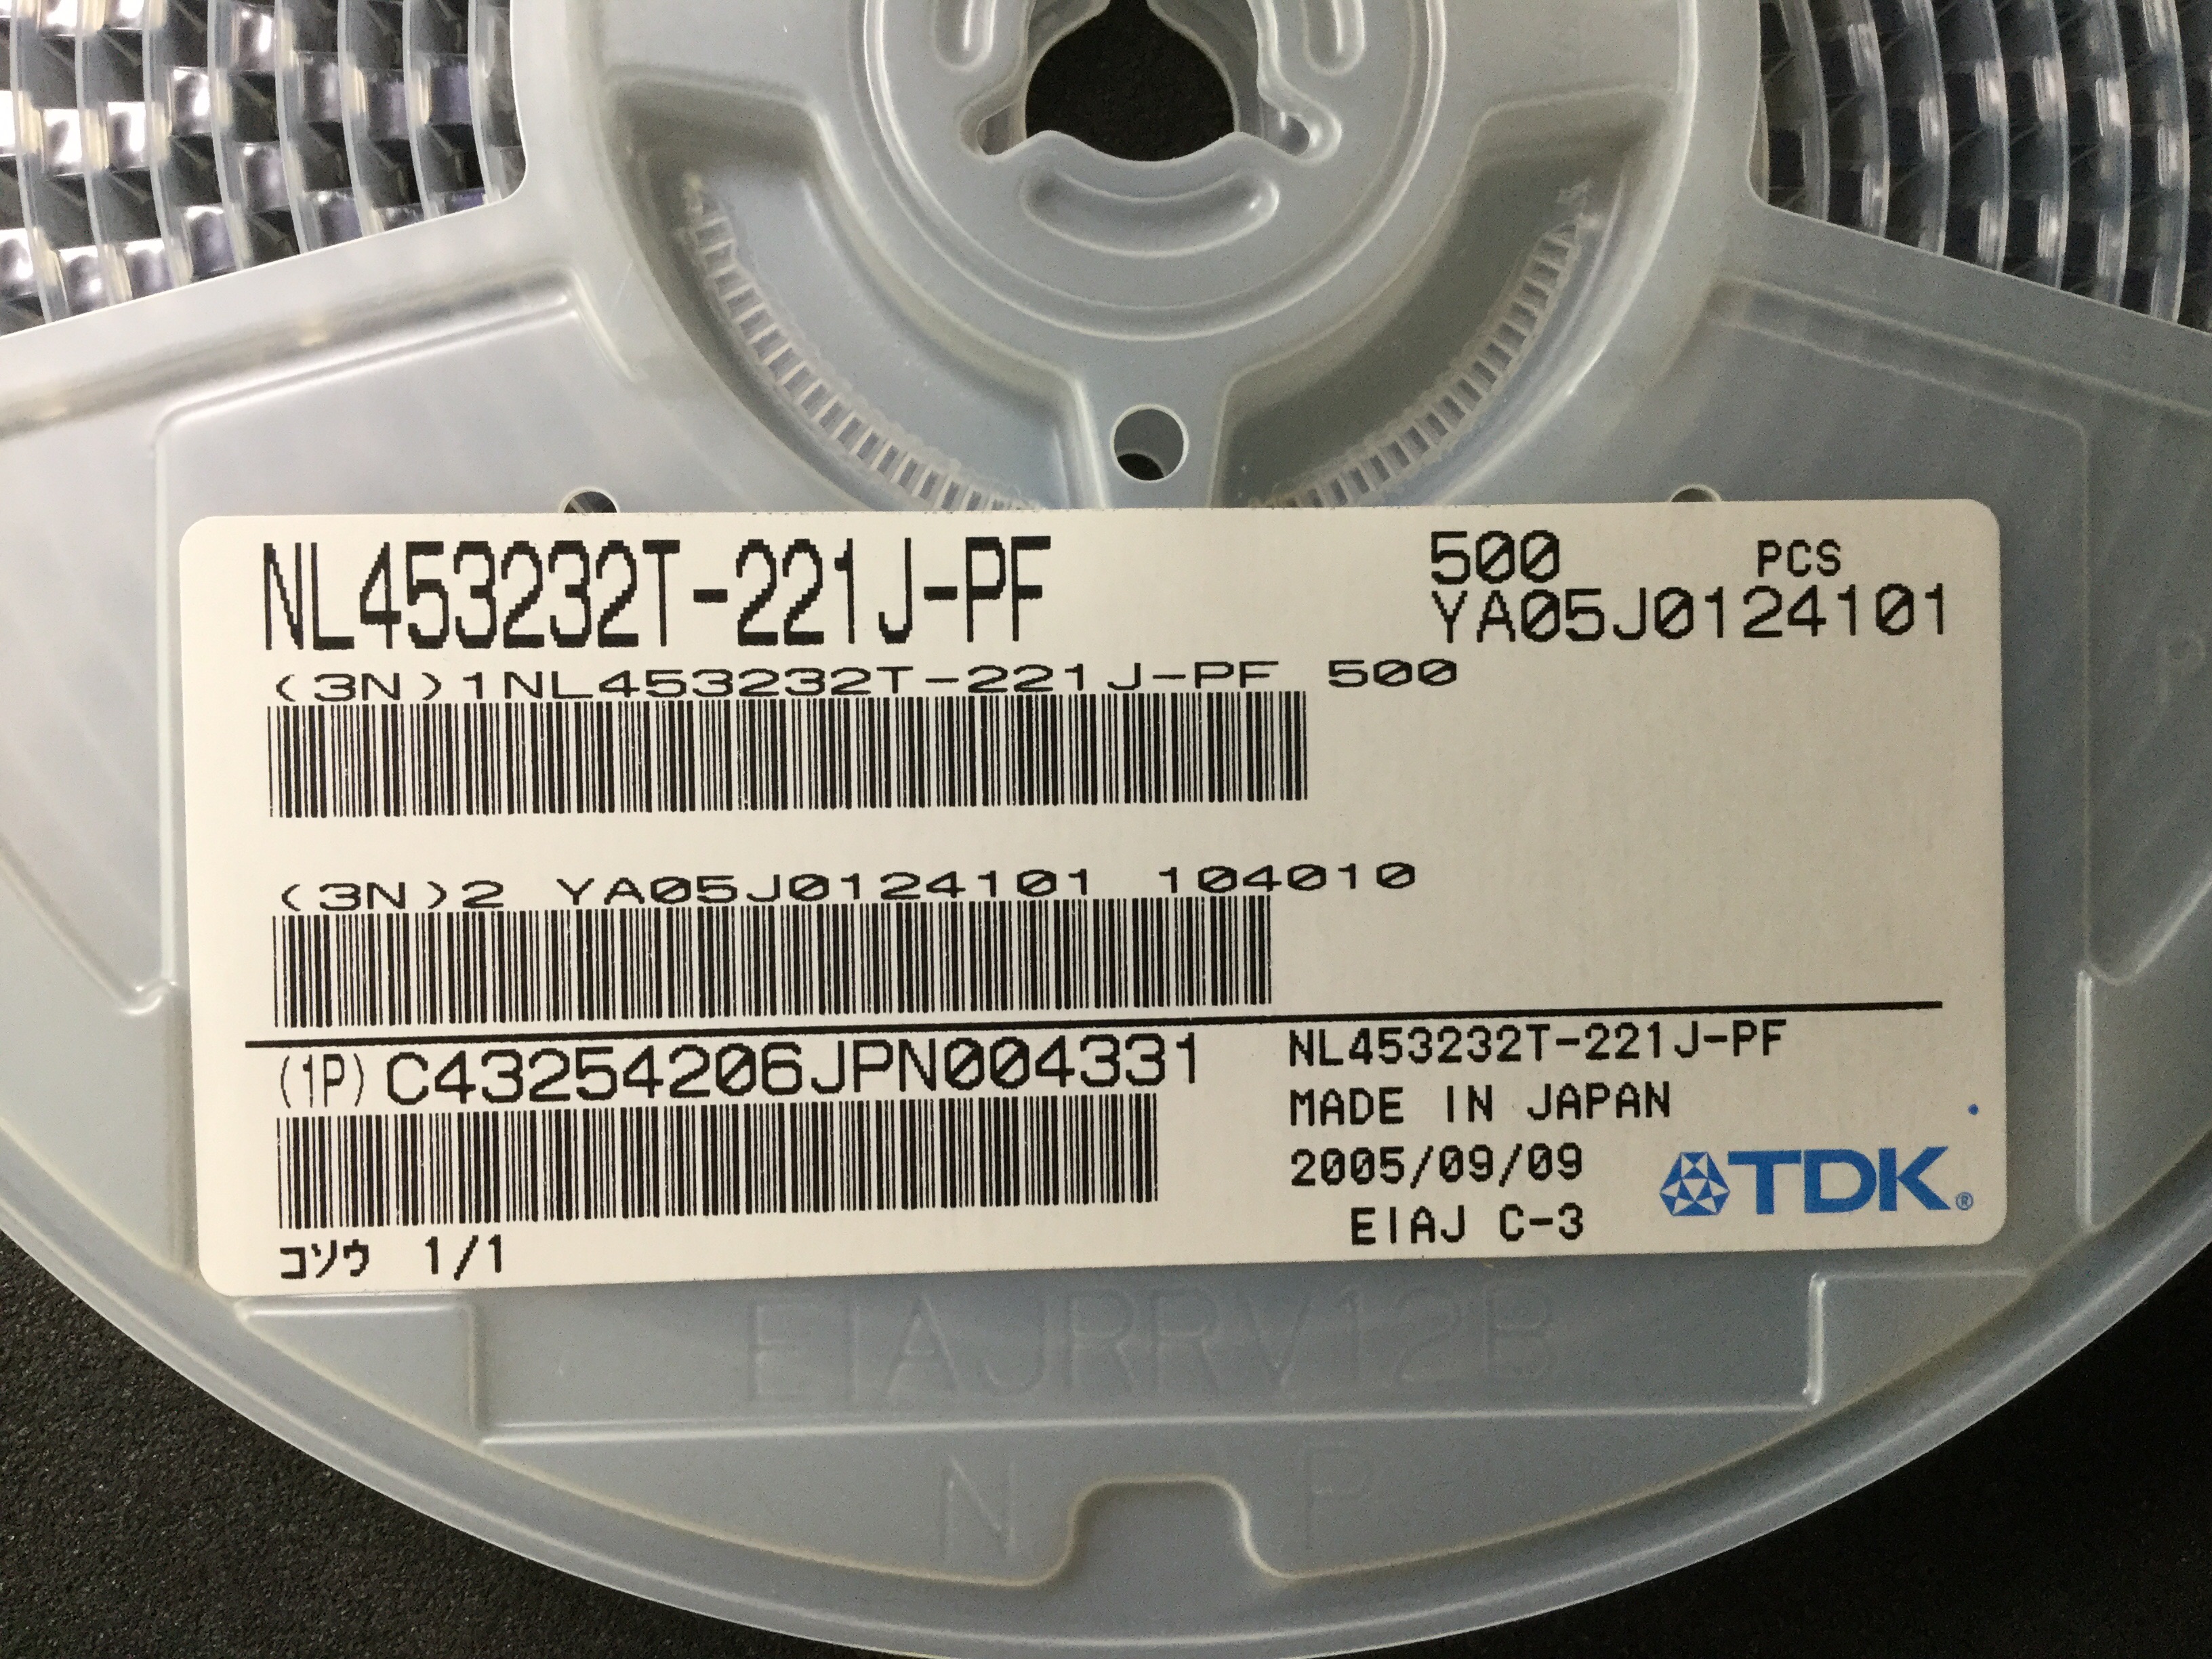 NL453232T-221J-PF
500 PCS
YA05J0124101
(3N)1NL453232T-221J-PF 500
(3N)2 YA05J0124101 104010
(1P) C43254206JPN004331
コソウ 1/1
NL453232T-221J-PF
MADE IN JAPAN
2005/09/09
EIAJ C-3
TDK®
EIAJRRV12B
N P